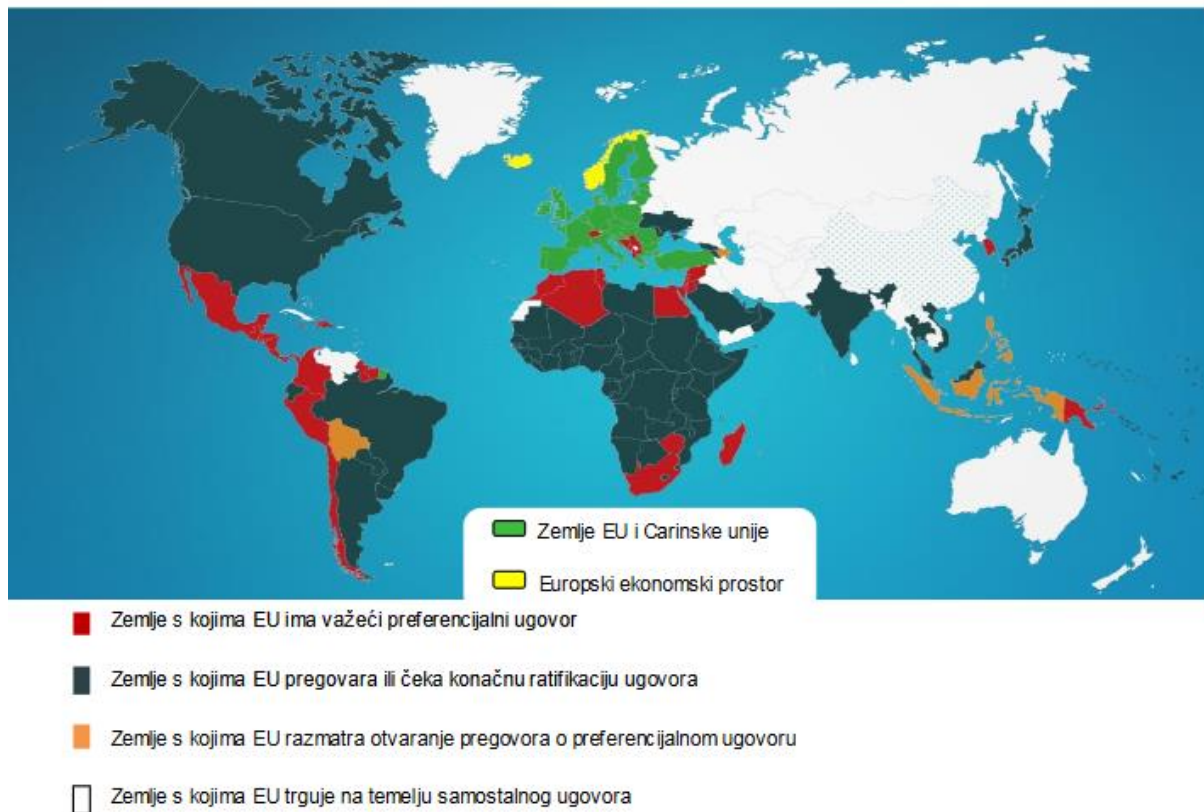 Zemlje EU i Carinske unije
Europski ekonomski prostor
Zemlje s kojima EU ima važeći preferencijalni ugovor
Zemlje s kojima EU pregovara ili čeka konačnu ratifikaciju ugovora
Zemlje s kojima EU razmatra otvaranje pregovora o preferencijalnom ugovoru
Zemlje s kojima EU trguje na temelju samostalnog ugovora